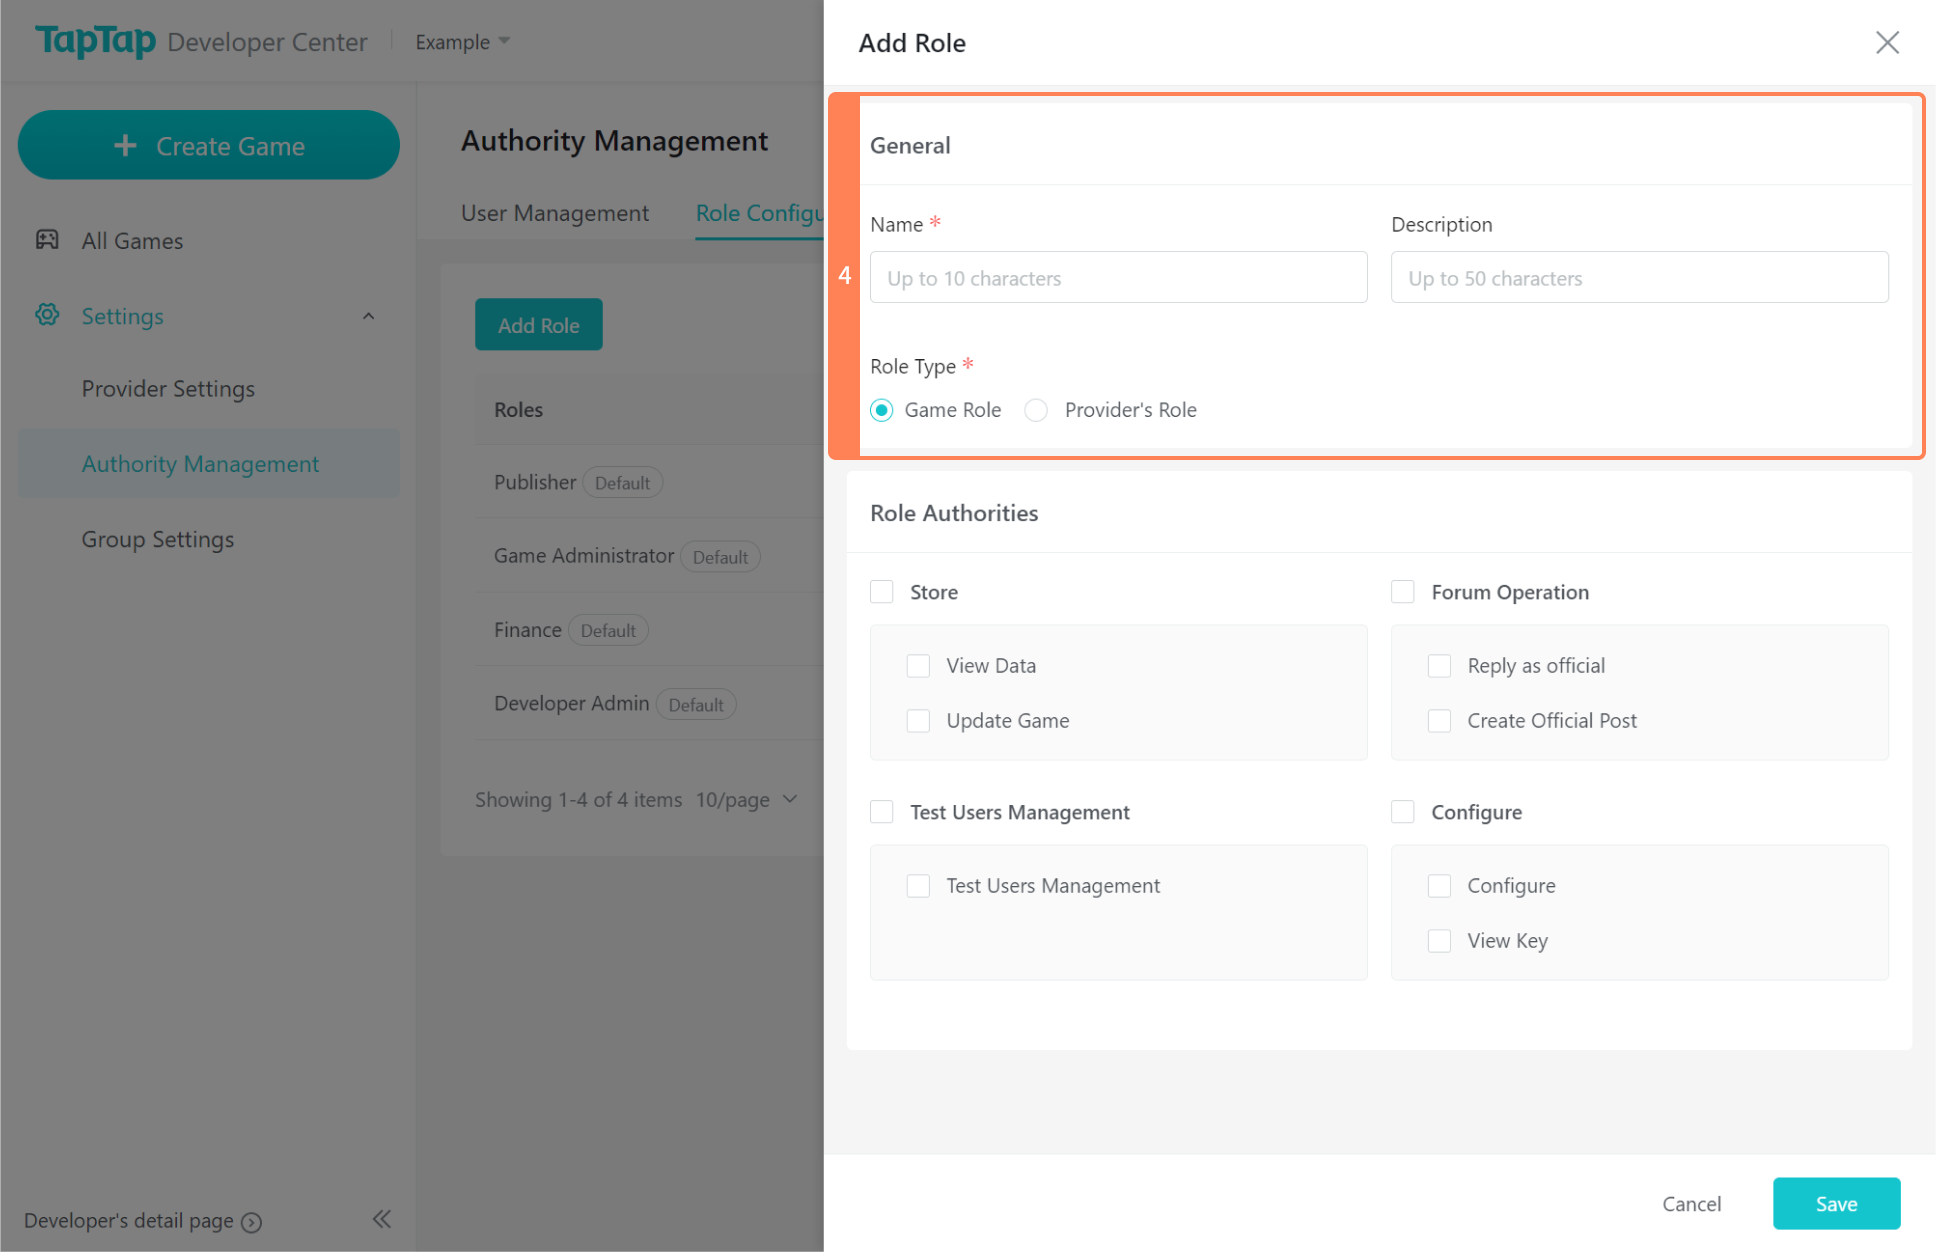 TapTap Developer Center
Example
Create Game
All Games
Settings
Provider Settings
Authority Management
Group Settings
Developer's detail page
Authority Management
User Management
Role Configu
Add Role
Roles
Publisher Default
Game Administrator Default
Finance Default
Developer Admin Default
Showing 1-4 of 4 items 10/page
Add Role
4
General
Name *
Description
Up to 10 characters
Up to 50 characters
Role Type *
Game Role
Provider's Role
Role Authorities
Store
View Data
Update Game
Forum Operation
Reply as official
Create Official Post
Test Users Management
Test Users Management
Configure
Configure
View Key
Cancel
Save